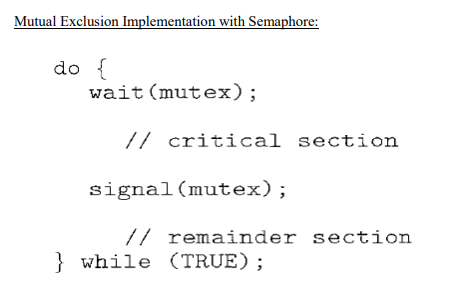 Mutual Exclusion Implementation with Semaphore:
do {
wait(mutex);
// critical section
signal(mutex);
// remainder section
} while (TRUE);